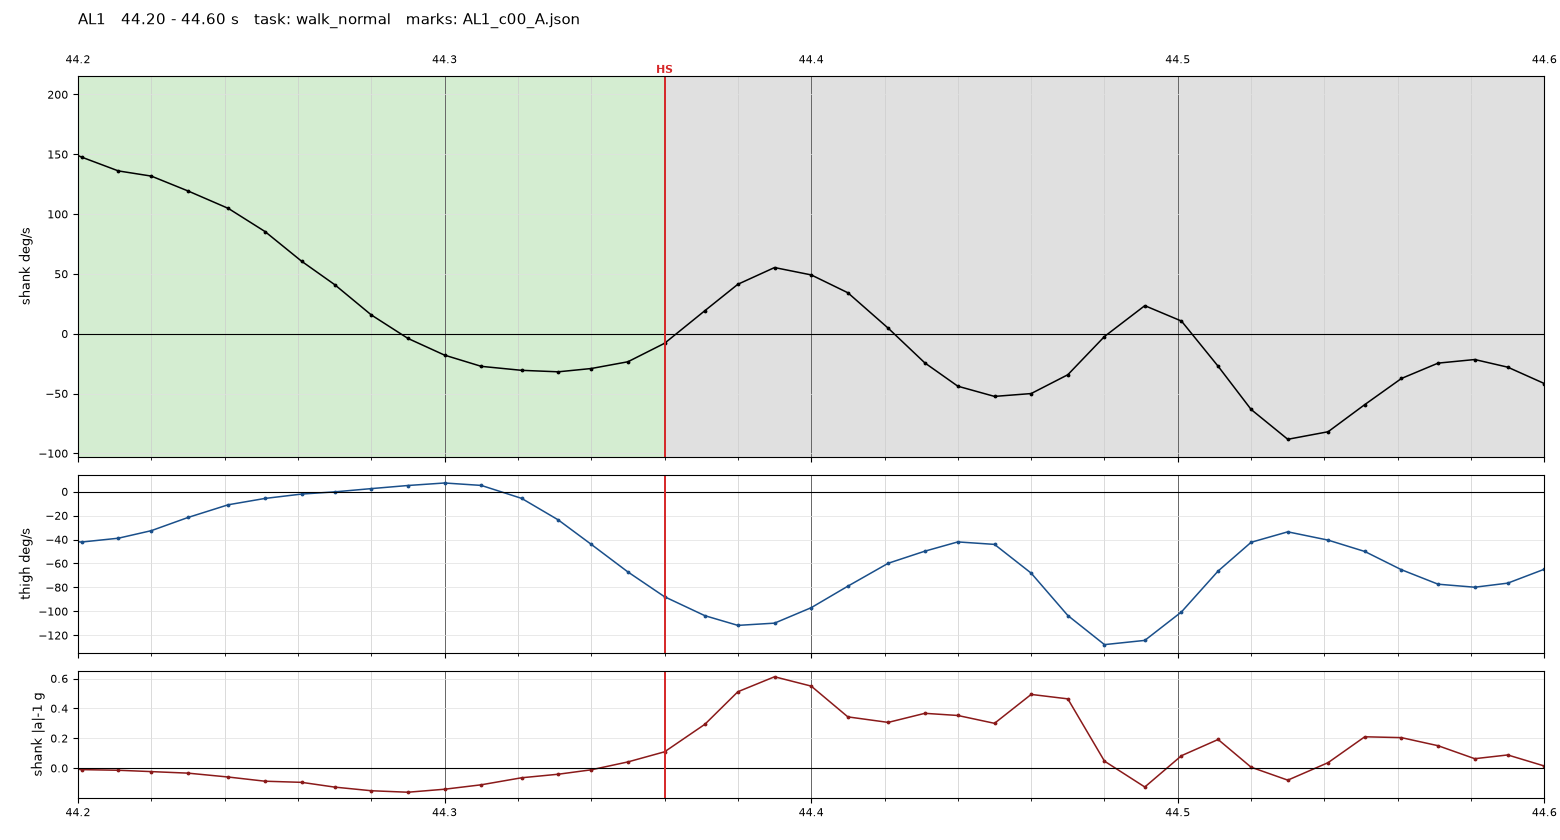 AL1 44.20 - 44.60 s task: walk_normal marks: AL1_c00_A.json
44.2 44.3 44.4 44.5 44.6
HS
shank deg/s
200
150
100
50
0
−50
−100
thigh deg/s
0
−20
−40
−60
−80
−100
−120
shank |a|-1 g
0.6
0.4
0.2
0.0
44.2 44.3 44.4 44.5 44.6